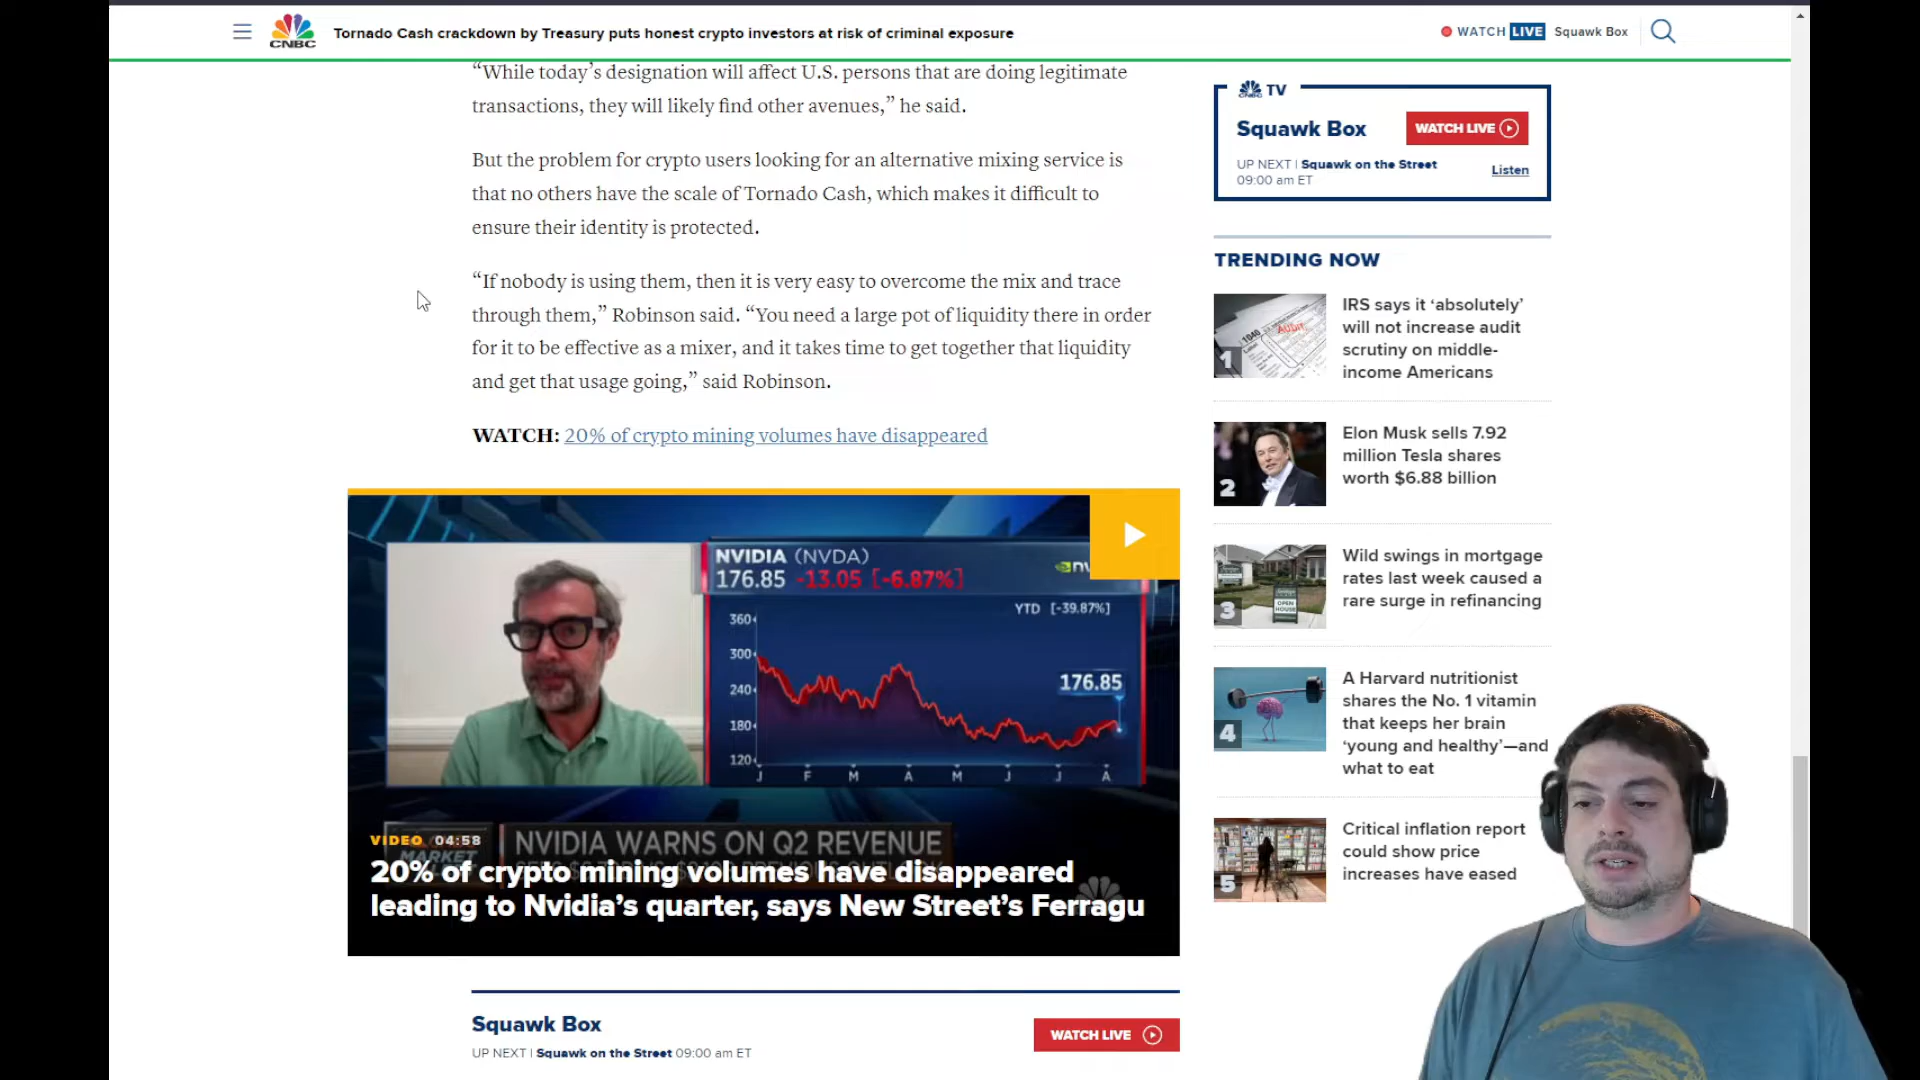 CNBC
Tornado Cash crackdown by Treasury puts honest crypto investors at risk of criminal exposure
WATCH LIVE Squawk Box
“While today’s designation will affect U.S. persons that are doing legitimate
transactions, they will likely find other avenues,” he said.
But the problem for crypto users looking for an alternative mixing service is
that no others have the scale of Tornado Cash, which makes it difficult to
ensure their identity is protected.
“If nobody is using them, then it is very easy to overcome the mix and trace
through them,” Robinson said. “You need a large pot of liquidity there in order
for it to be effective as a mixer, and it takes time to get together that liquidity
and get that usage going,” said Robinson.
WATCH: 20% of crypto mining volumes have disappeared
NVIDIA (NVDA)
176.85 -13.05 [-6.87%]
YTD [-39.87%]
360
300
240
180
120
176.85
J F M A M J J A
NVIDIA WARNS ON Q2 REVENUE
VIDEO 04:58
20% of crypto mining volumes have disappeared
leading to Nvidia’s quarter, says New Street’s Ferragu
Squawk Box
WATCH LIVE
UP NEXT | Squawk on the Street 09:00 am ET
CNBC TV
Squawk Box
WATCH LIVE
UP NEXT | Squawk on the Street
09:00 am ET
Listen
TRENDING NOW
1
IRS says it ‘absolutely’
will not increase audit
scrutiny on middle-
income Americans
2
Elon Musk sells 7.92
million Tesla shares
worth $6.88 billion
3
Wild swings in mortgage
rates last week caused a
rare surge in refinancing
4
A Harvard nutritionist
shares the No. 1 vitamin
that keeps her brain
‘young and healthy’—and
what to eat
5
Critical inflation report
could show price
increases have eased